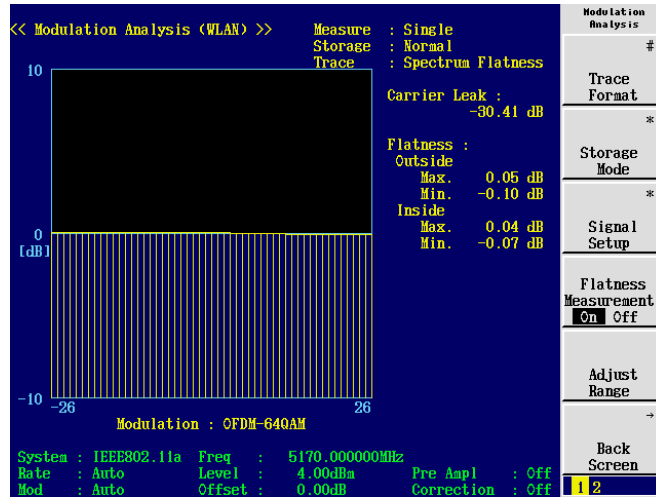 << Modulation Analysis (WLAN) >>
Measure : Single
Storage : Normal
Trace : Spectrum Flatness
Carrier Leak :
-30.41 dB
Flatness :
Outside
Max. 0.05 dB
Min. -0.10 dB
Inside
Max. 0.04 dB
Min. -0.07 dB
10
0
[dB]
-10
-26 26
Modulation : OFDM-64QAM
System : IEEE802.11a Freq : 5170.000000MHz
Rate : Auto Level : 4.00dBm Pre Ampl : Off
Mod : Auto Offset : 0.00dB Correction : Off
Modulation
Analysis
#
Trace
Format
*
Storage
Mode
*
Signal
Setup
Flatness
Measurement
On Off
Adjust
Range
→
Back
Screen
1 2